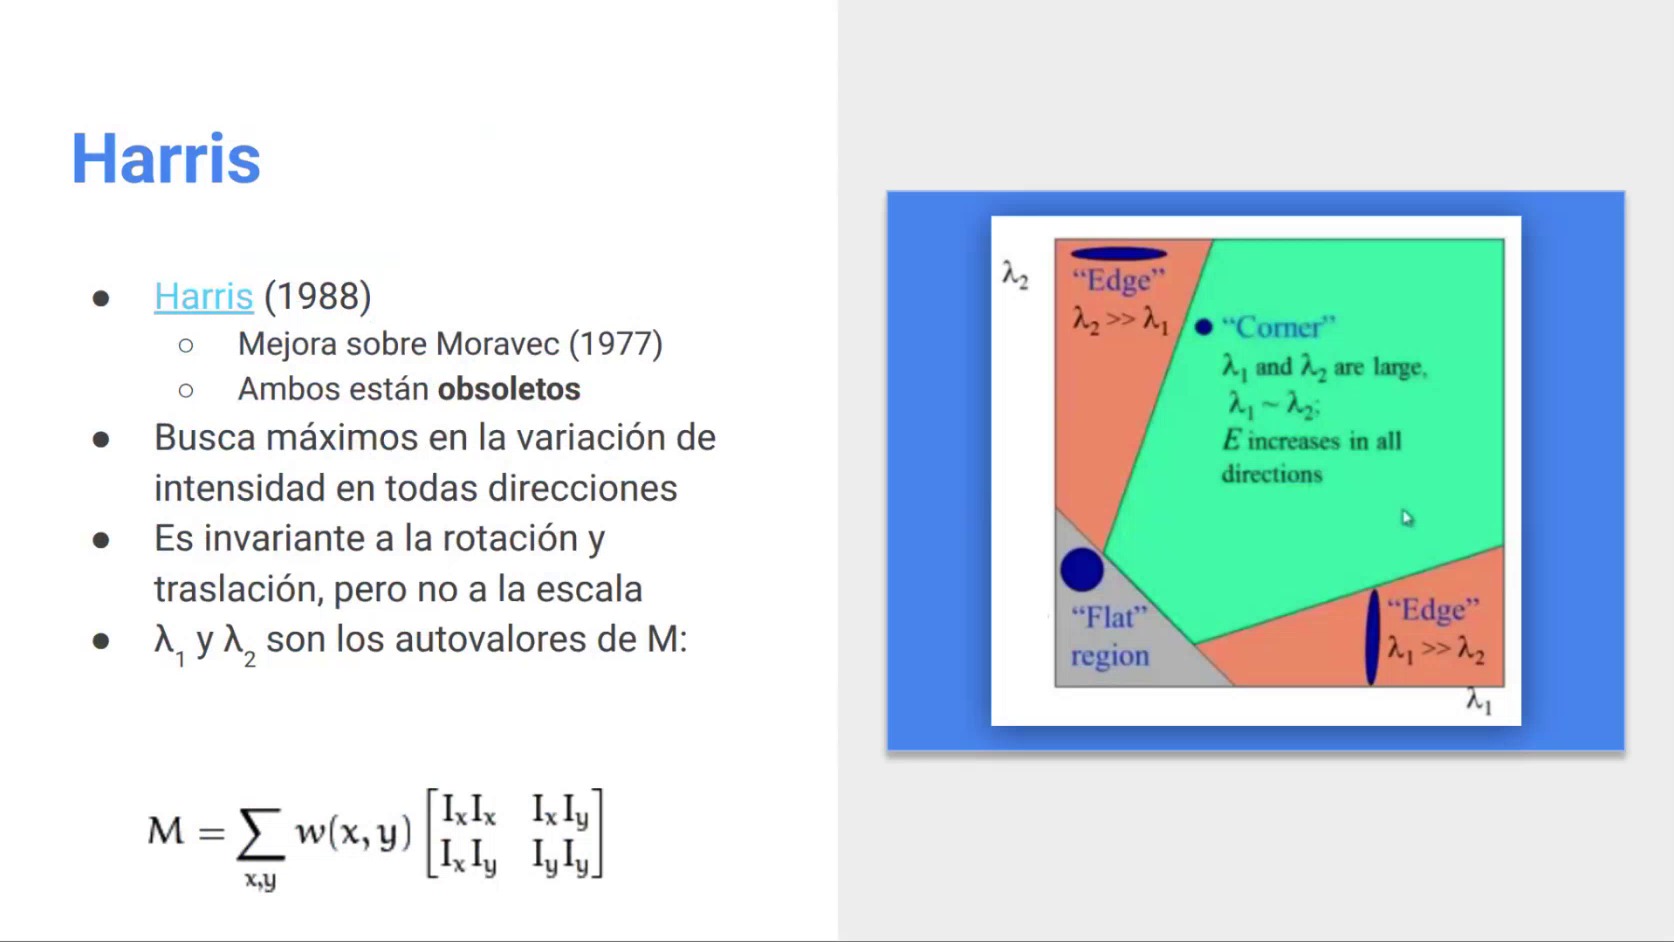 Harris
● Harris (1988)
○ Mejora sobre Moravec (1977)
○ Ambos están obsoletos
● Busca máximos en la variación de
intensidad en todas direcciones
● Es invariante a la rotación y
traslación, pero no a la escala
● λ₁ y λ₂ son los autovalores de M:
M = ∑ w(x, y) [IₓIₓ IₓI_y
IₓI_y I_yI_y]
x,y
λ₂
“Edge”
λ₂ >> λ₁
“Corner”
λ₁ and λ₂ are large,
λ₁ ~ λ₂;
E increases in all
directions
“Flat”
region
“Edge”
λ₁ >> λ₂
λ₁